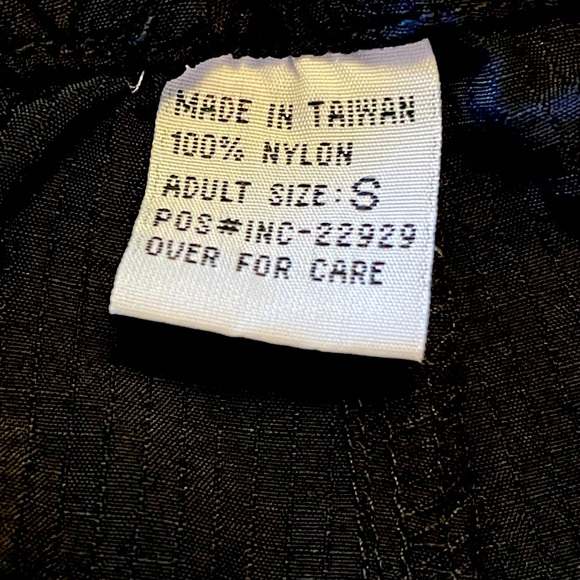 MADE IN TAIWAN
100% NYLON
ADULT SIZE: S
POS#INC-22929
OVER FOR CARE